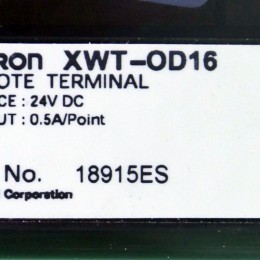 ron XWT-OD16
OTE TERMINAL
CE : 24V DC
UT : 0.5A/Point
No. 18915ES
Corporation